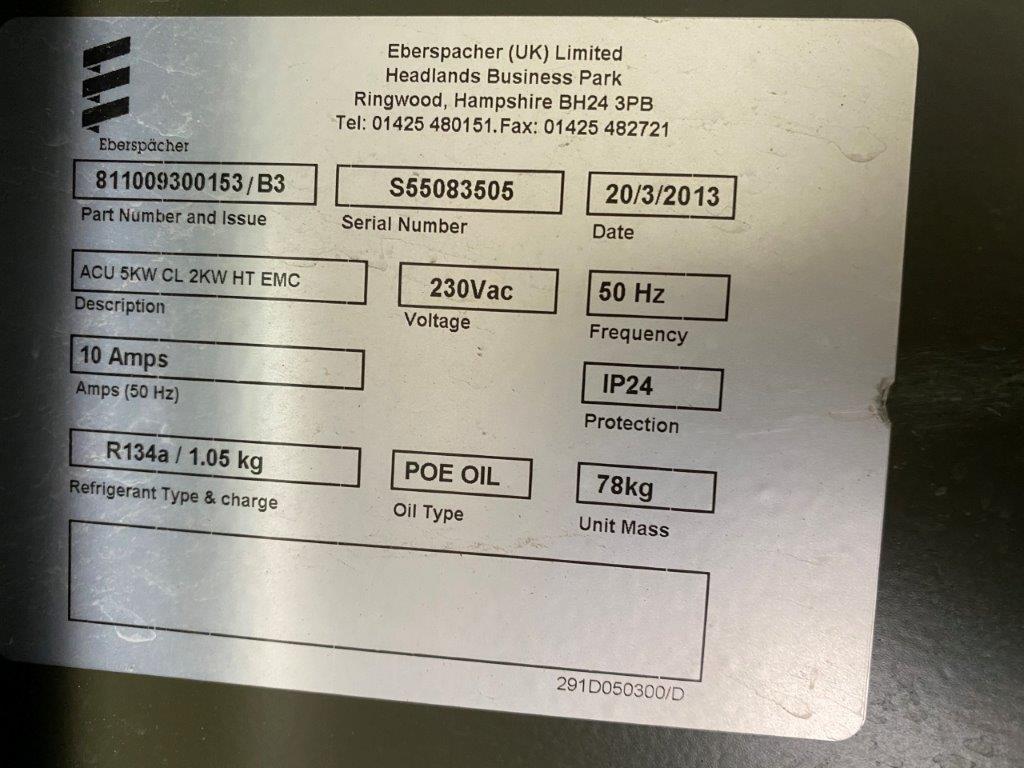 Eberspacher (UK) Limited
Headlands Business Park
Ringwood, Hampshire BH24 3PB
Tel: 01425 480151. Fax: 01425 482721
Eberspächer
811009300153/B3 S55083505 20/3/2013
Part Number and Issue Serial Number Date
ACU 5KW CL 2KW HT EMC 230Vac 50 Hz
Description Voltage Frequency
10 Amps IP24
Amps (50 Hz) Protection
R134a / 1.05 kg POE OIL 78kg
Refrigerant Type & charge Oil Type Unit Mass
291D050300/D